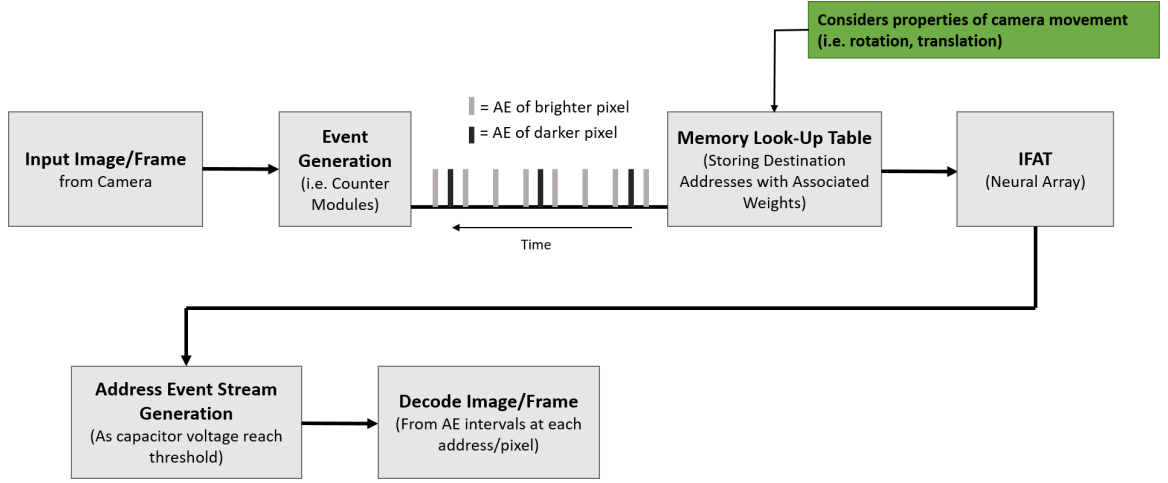 Considers properties of camera movement
(i.e. rotation, translation)
= AE of brighter pixel
= AE of darker pixel
Input Image/Frame
from Camera
Event
Generation
(i.e. Counter
Modules)
Time
Memory Look-Up Table
(Storing Destination
Addresses with Associated
Weights)
IFAT
(Neural Array)
Address Event Stream
Generation
(As capacitor voltage reach
threshold)
Decode Image/Frame
(From AE intervals at each
address/pixel)